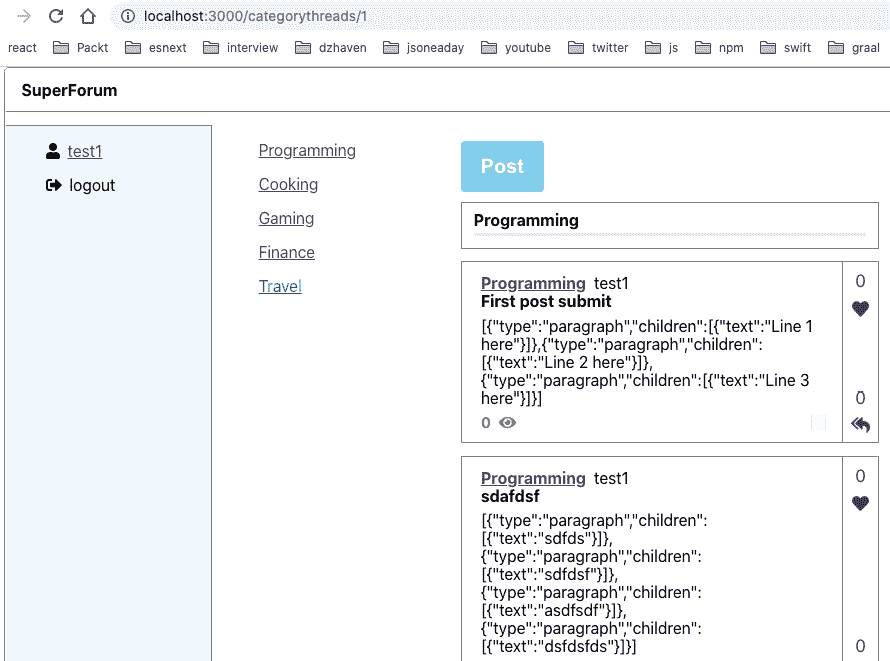 localhost:3000/categorythreads/1
react Packt esnext interview dzhaven jsoneaday youtube twitter js npm swift graal
SuperForum
test1
logout
Programming
Cooking
Gaming
Finance
Travel
Post
Programming
Programming test1
First post submit
[{"type":"paragraph","children":[{"text":"Line 1
here"}]},{"type":"paragraph","children":
[{"text":"Line 2 here"}]},
{"type":"paragraph","children":[{"text":"Line 3
here"}]}]
0
0
0
Programming test1
sdafdsf
[{"type":"paragraph","children":
[{"text":"sdfds"}]},
{"type":"paragraph","children":
[{"text":"sdfdsf"}]},
{"type":"paragraph","children":
[{"text":"asdfsdf"}]},
{"type":"paragraph","children":
[{"text":"dsfdsfds"}]}]
0
0